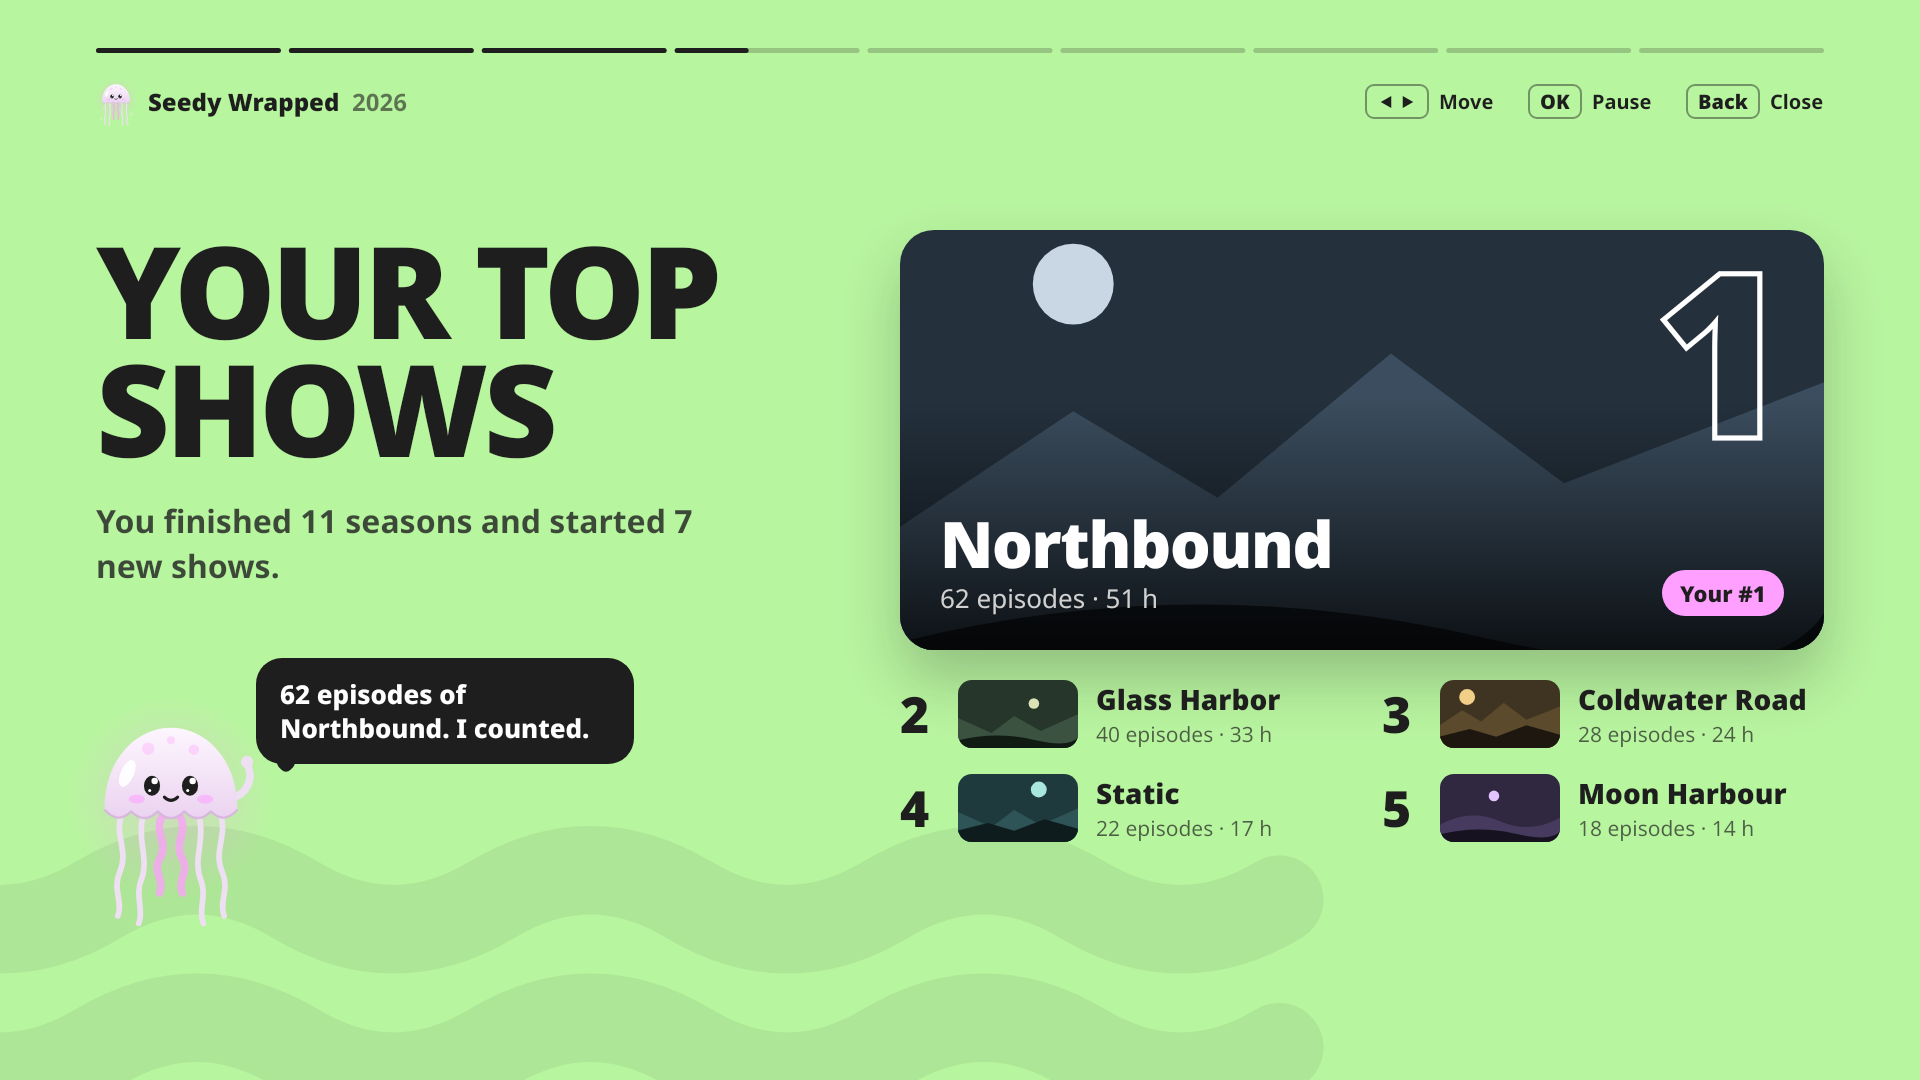 Seedy Wrapped 2026
◀ ▶ Move OK Pause Back Close
YOUR TOP
SHOWS
You finished 11 seasons and started 7
new shows.
62 episodes of
Northbound. I counted.
1
Northbound
62 episodes · 51 h
Your #1
2 Glass Harbor
40 episodes · 33 h
3 Coldwater Road
28 episodes · 24 h
4 Static
22 episodes · 17 h
5 Moon Harbour
18 episodes · 14 h